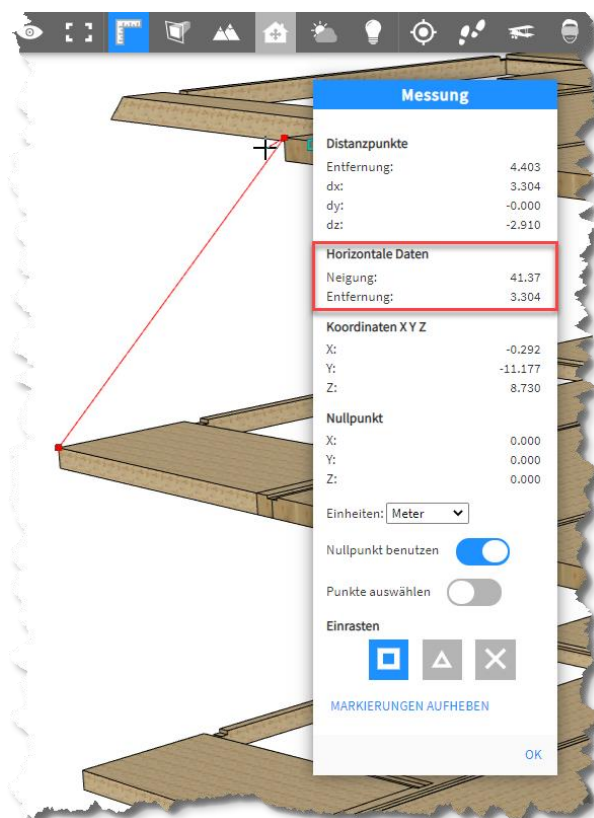 Messung
Distanzpunkte
Entfernung: 4.403
dx: 3.304
dy: -0.000
dz: -2.910
Horizontale Daten
Neigung: 41.37
Entfernung: 3.304
Koordinaten X Y Z
X: -0.292
Y: -11.177
Z: 8.730
Nullpunkt
X: 0.000
Y: 0.000
Z: 0.000
Einheiten: Meter
Nullpunkt benutzen
Punkte auswählen
Einrasten
MARKIERUNGEN AUFHEBEN
OK